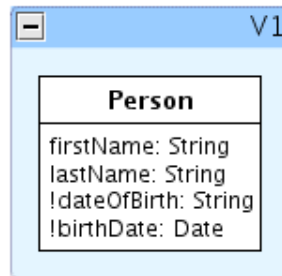 V1
Person
firstName: String
lastName: String
!dateOfBirth: String
!birthDate: Date